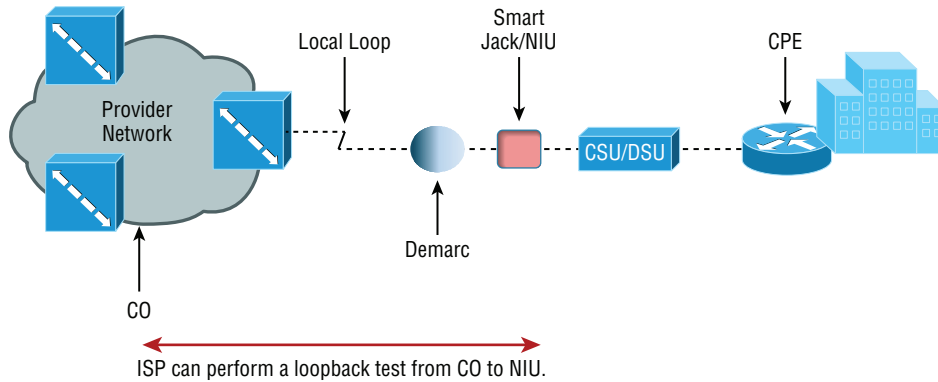 Local Loop
Smart
Jack/NIU
CPE
Provider
Network
CSU/DSU
Demarc
CO
ISP can perform a loopback test from CO to NIU.